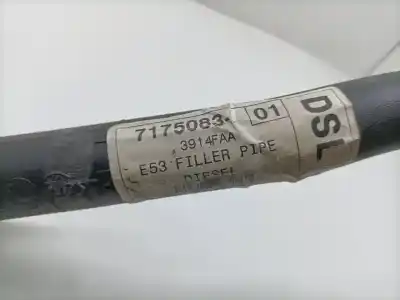 7175083- 01
3914FAA
E53 FILLER PIPE
DIESEL
DSL